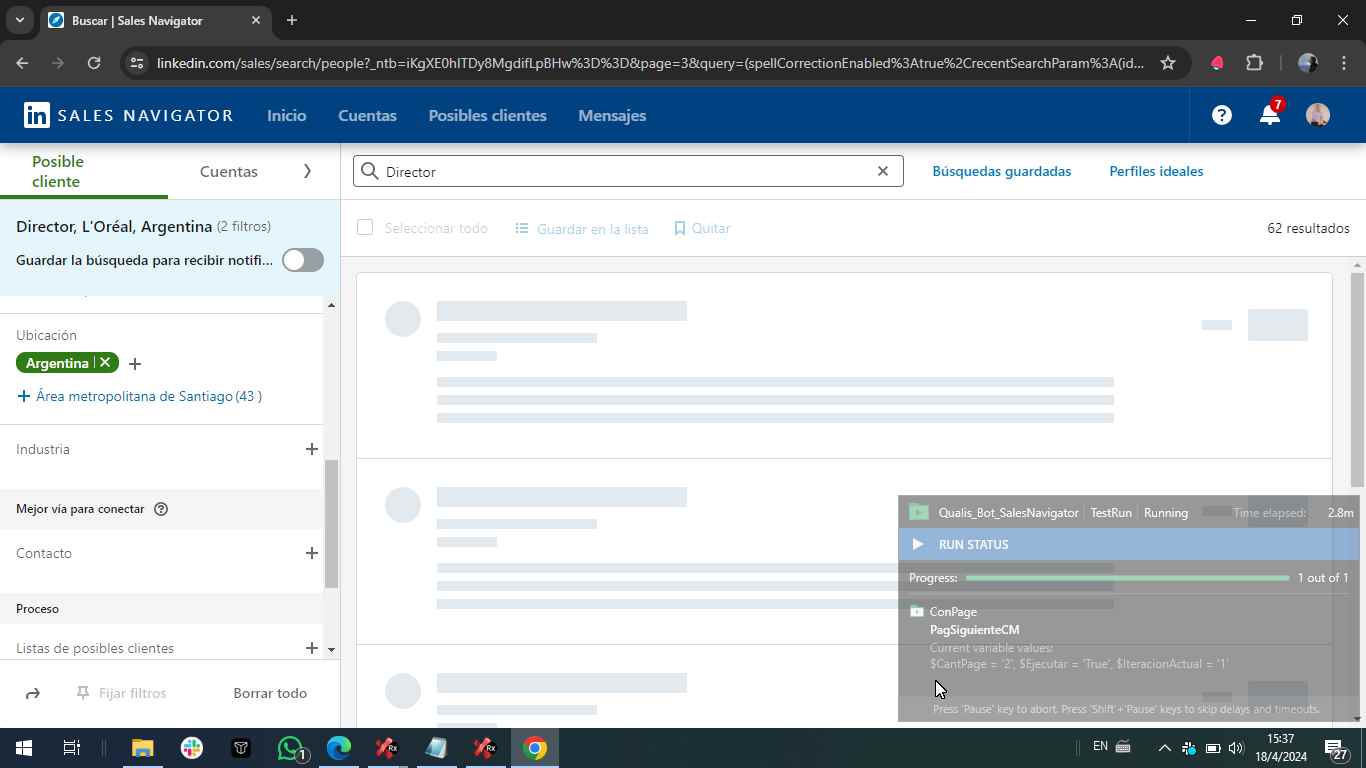 Buscar | Sales Navigator
linkedin.com/sales/search/people?_ntb=iKgXE0hlTDy8MgdifLpBHw%3D%3D&page=3&query=(spellCorrectionEnabled%3Atrue%2CrecentSearchParam%3A(id...
in SALES NAVIGATOR
Inicio
Cuentas
Posibles clientes
Mensajes
?
7
Posible
cliente
Cuentas
Director
Búsquedas guardadas
Perfiles ideales
Director, L'Oréal, Argentina (2 filtros)
Guardar la búsqueda para recibir notifi...
Seleccionar todo
Guardar en la lista
Quitar
62 resultados
Ubicación
Argentina
Área metropolitana de Santiago (43 )
Industria
Mejor vía para conectar
Contacto
Proceso
Listas de posibles clientes
Fijar filtros
Borrar todo
Qualis_Bot_SalesNavigator TestRun Running Time elapsed: 2.8m
RUN STATUS
Progress: 1 out of 1
ConPage
PagSiguienteCM
Current variable values:
$CantPage = '2', $Ejecutar = 'True', $IteracionActual = '1'
Press 'Pause' key to abort. Press 'Shift'+'Pause' keys to skip delays and timeouts.
1
Rx
Rx
EN
15:37
18/4/2024
27